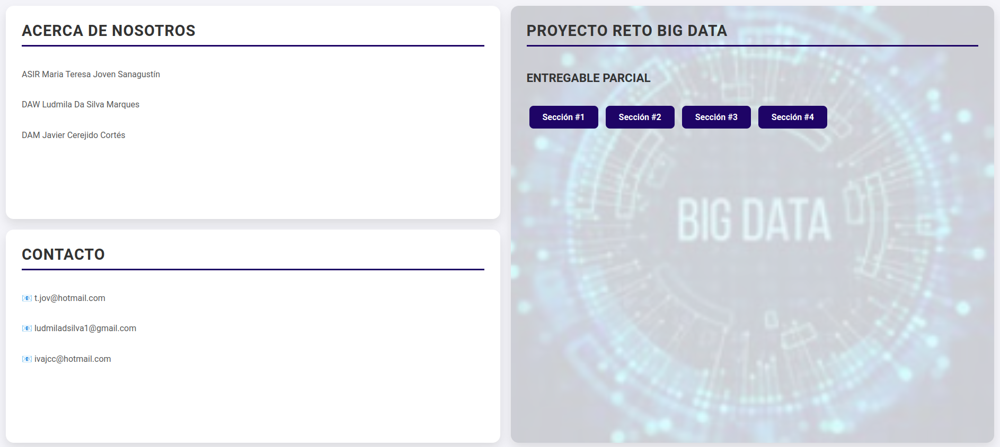 ACERCA DE NOSOTROS
ASIR Maria Teresa Joven Sanagustín
DAW Ludmila Da Silva Marques
DAM Javier Cerejido Cortés
CONTACTO
📧 t.jov@hotmail.com
📧 ludmiladsilva1@gmail.com
📧 ivajcc@hotmail.com
PROYECTO RETO BIG DATA
ENTREGABLE PARCIAL
Sección #1 Sección #2 Sección #3 Sección #4
BIG DATA